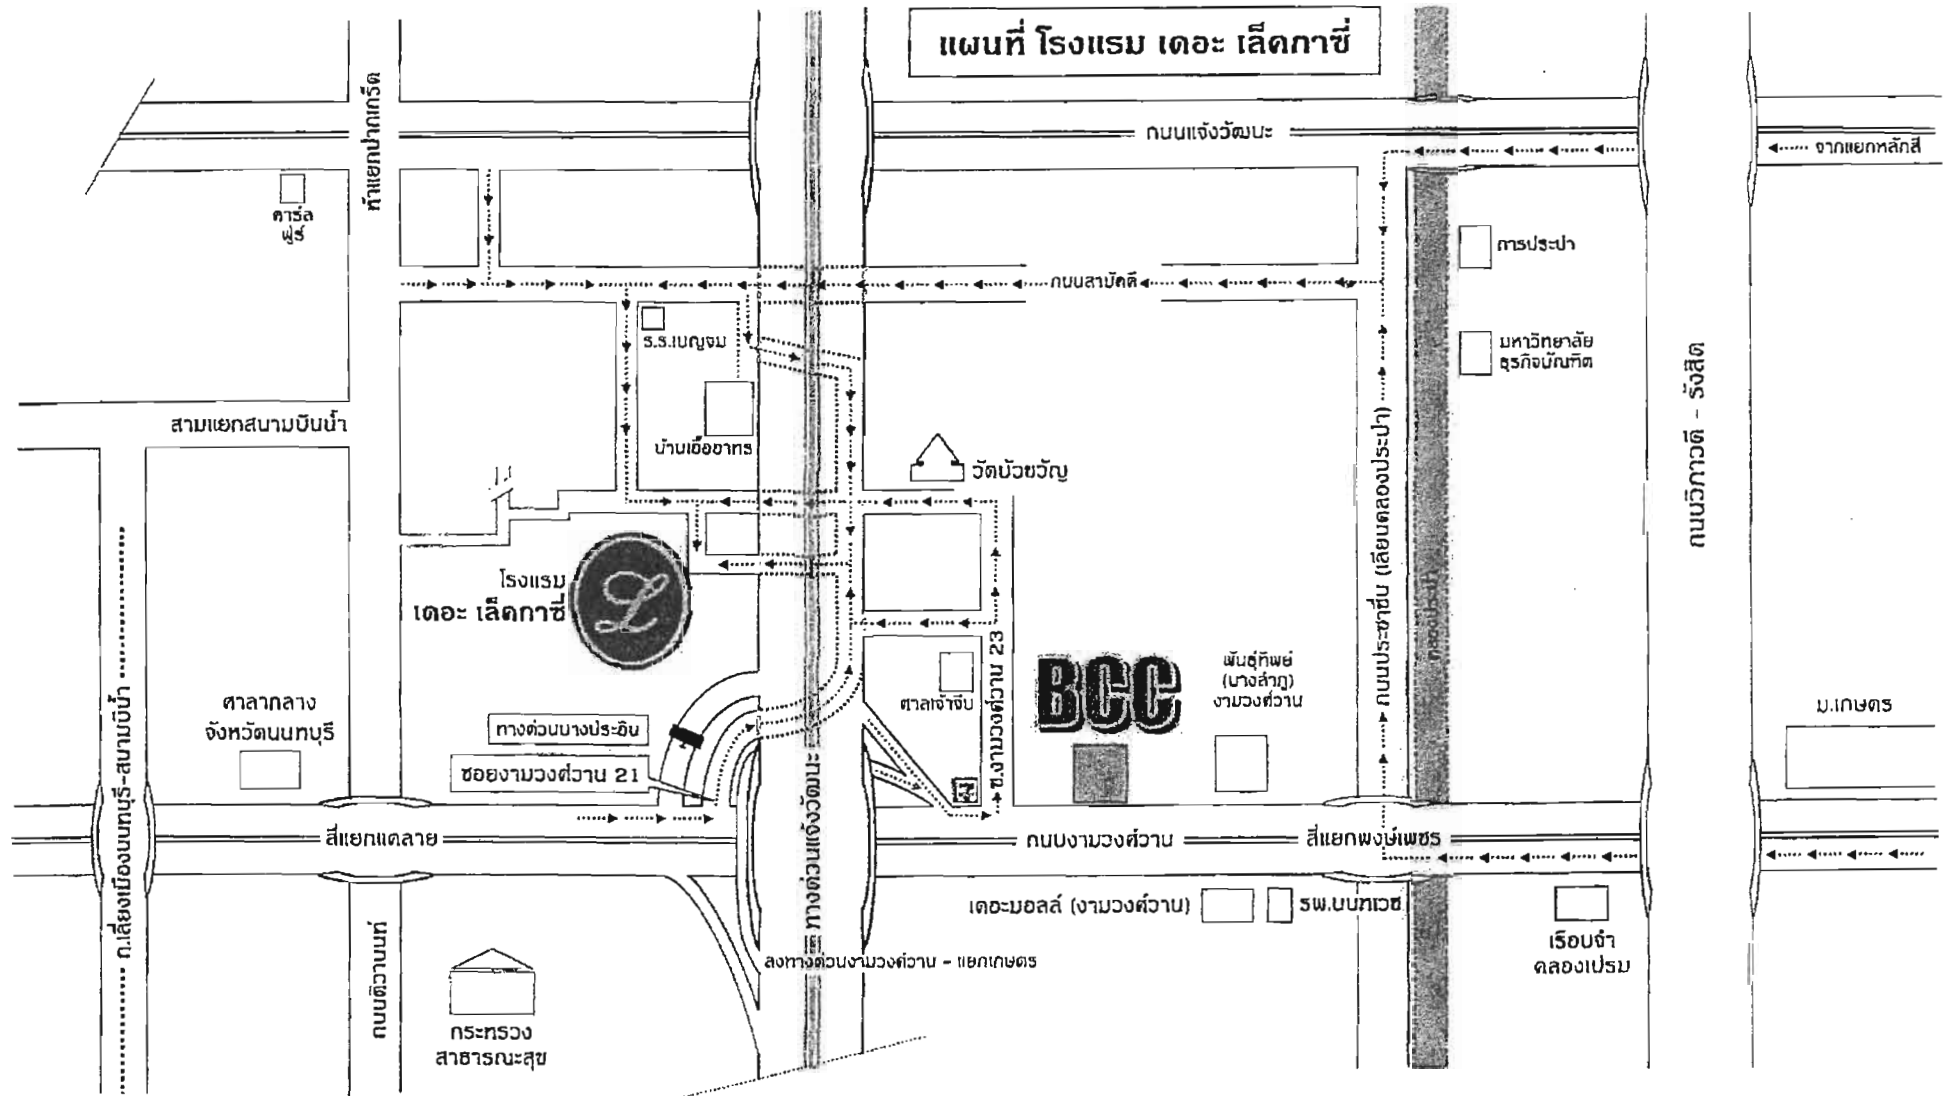 แผนที่ โรงแรม เดอะ เล็คกาซี่
ห้าแยกปากเกร็ด
ถนนแจ้งวัฒนะ
จากแยกหลักสี่
คาร์ล
ฟูร์
การประปา
ถนนสามัคคี
ร.ร.เบญจม
มหาวิทยาลัย
ธุรกิจบัณฑิต
ถนนวิภาวดี - รังสิต
สามแยกสนามบินน้ำ
บ้านเอื้ออาทร
วัดบัวขวัญ
ถนนประชาชื่น (เลียบคลองประปา)
คลองประปา
โรงแรม
เดอะ เล็คกาซี่
L
ซ.งามวงศ์วาน 23
BCC
พันธุ์ทิพย์
(บางลำภู)
งามวงศ์วาน
ศาลเจ้าจีน
ศาลากลาง
จังหวัดนนทบุรี
ม.เกษตร
ทางด่วนบางประอิน
ซอยงามวงศ์วาน 21
ถ.เลี่ยงเมืองนนทบุรี-สนามบินน้ำ
สี่แยกแคลาย
ถนนงามวงศ์วาน
สี่แยกพงษ์เพชร
เดอะมอลล์ (งามวงศ์วาน)
รพ.นนทเวช
เรือนจำ
คลองเปรม
ลงทางด่วนงามวงศ์วาน - แยกเกษตร
ถนนติวานนท์
กระทรวง
สาธารณะสุข